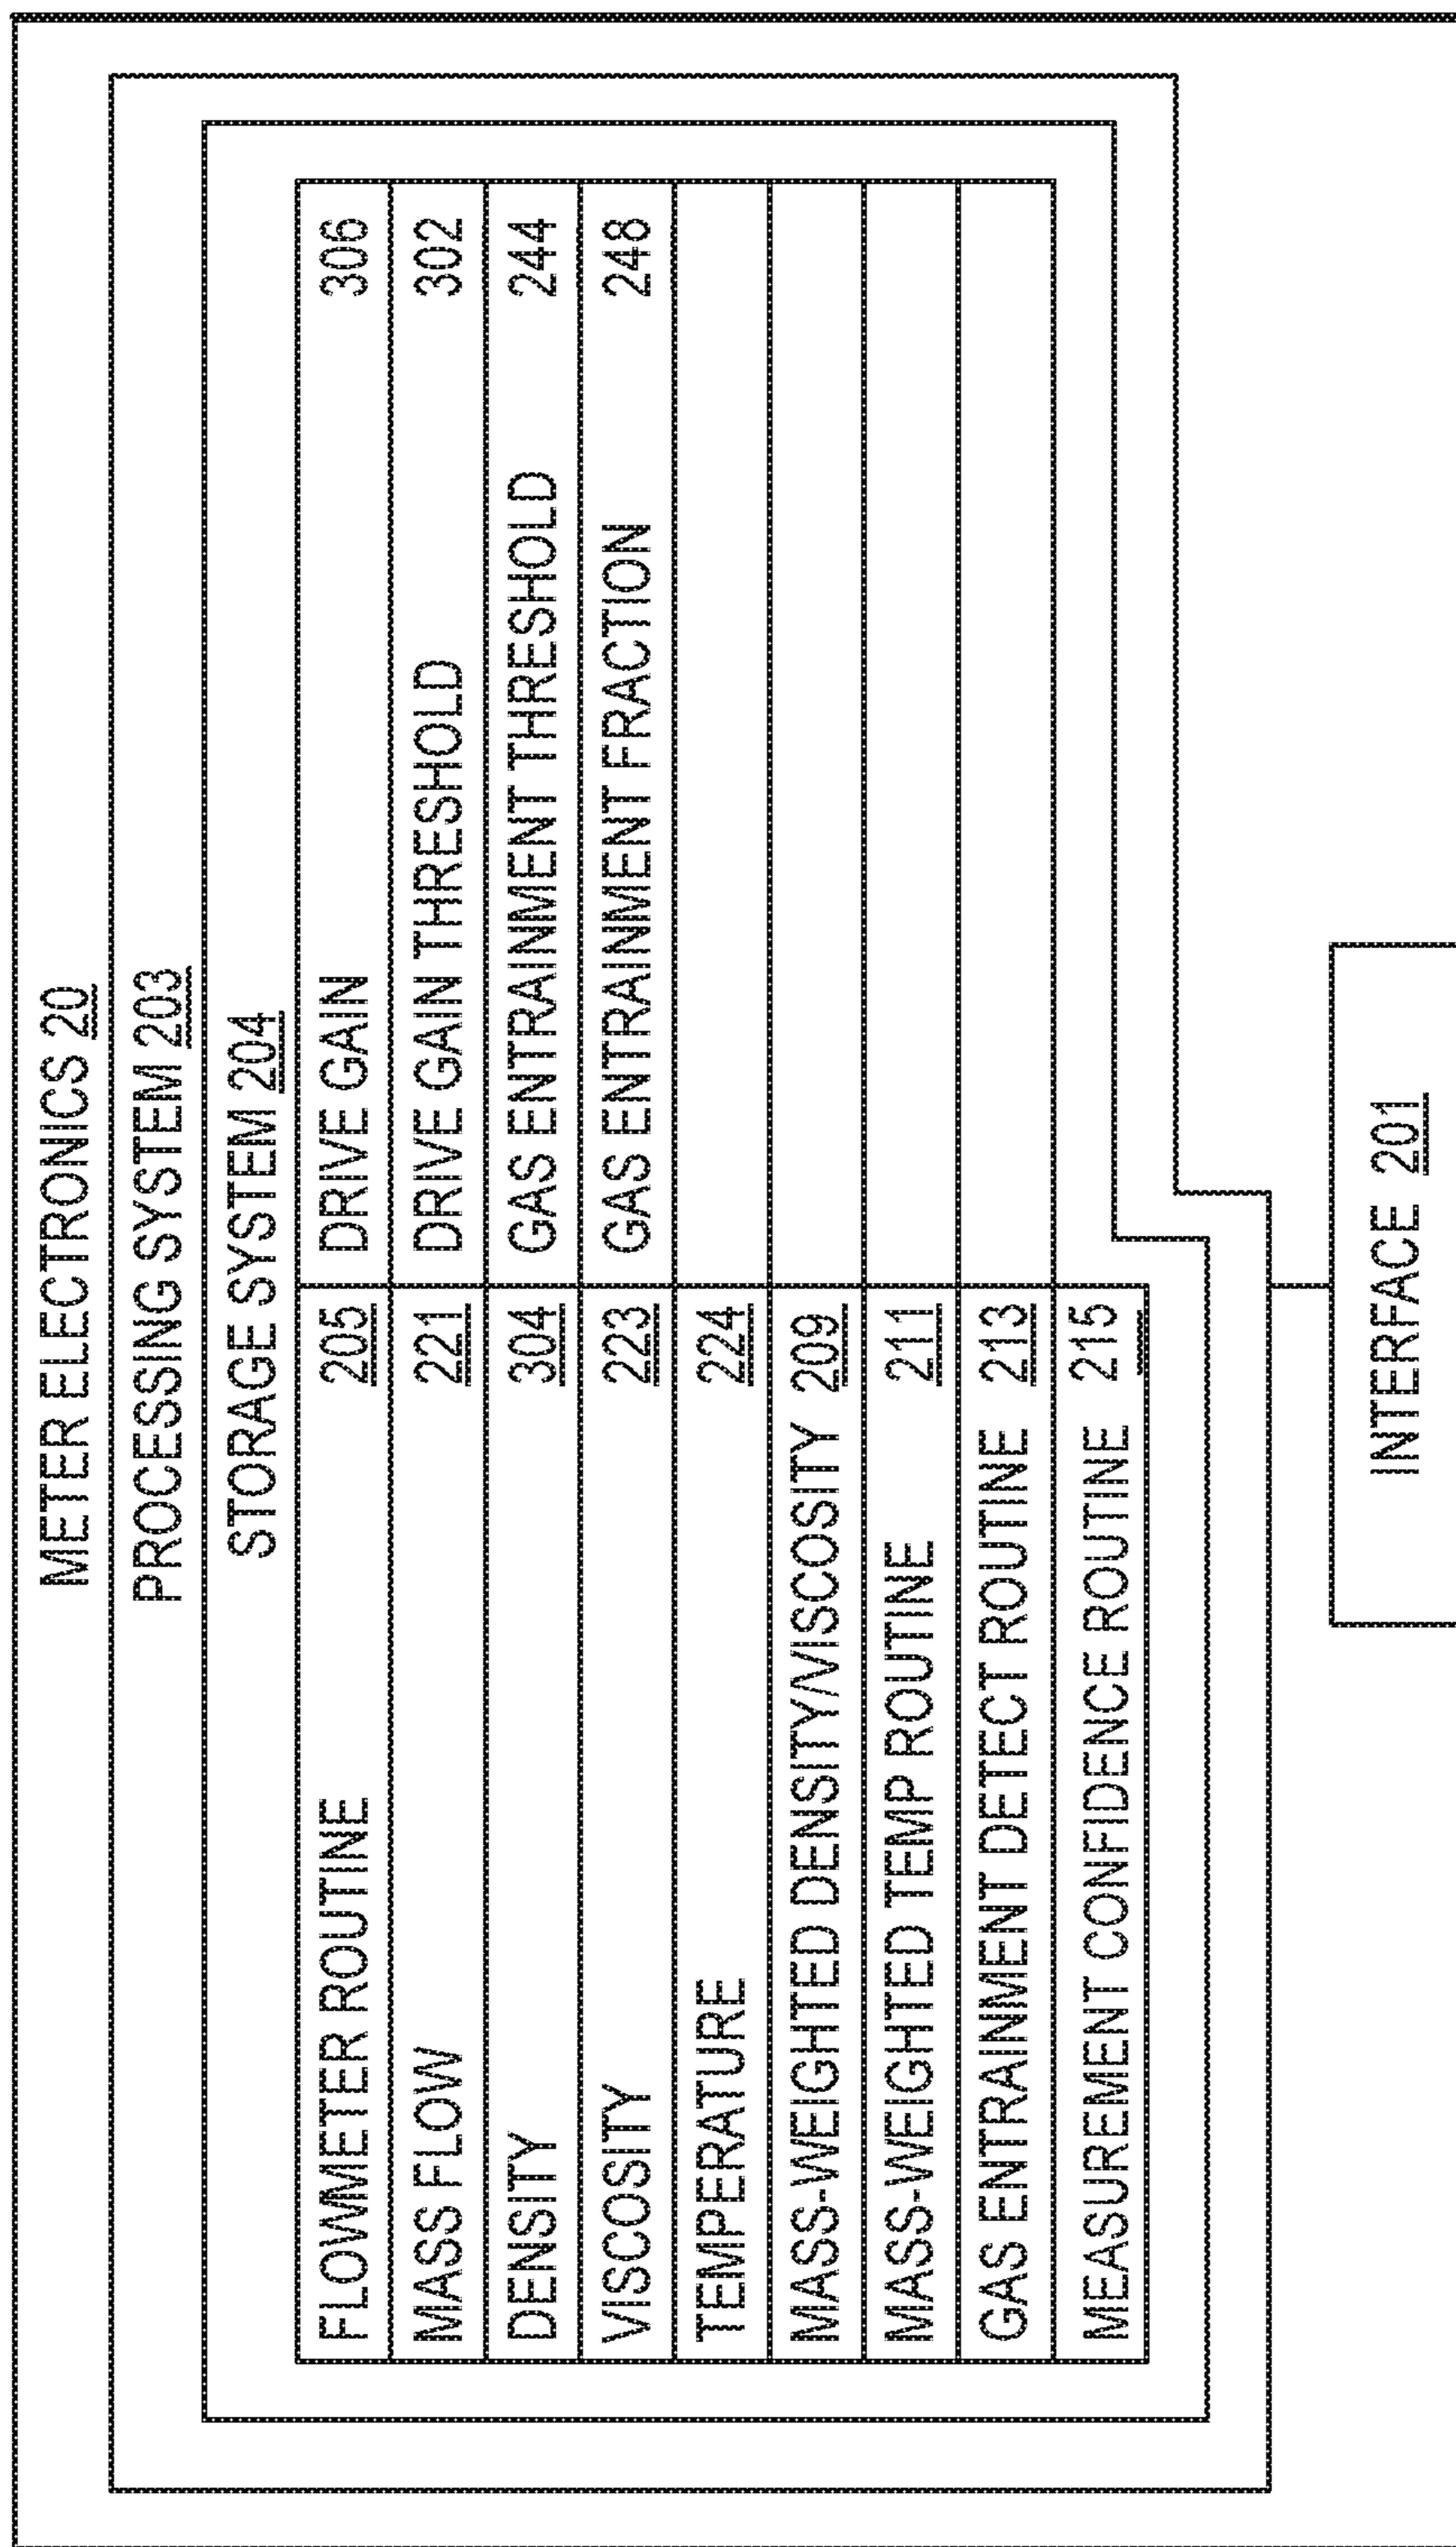 METER ELECTRONICS 20
PROCESSING SYSTEM 203
STORAGE SYSTEM 204
FLOWMETER ROUTINE 205 DRIVE GAIN 306
MASS FLOW 221 DRIVE GAIN THRESHOLD 302
DENSITY 304 GAS ENTRAINMENT THRESHOLD 244
VISCOSITY 223 GAS ENTRAINMENT FRACTION 248
TEMPERATURE 224
MASS-WEIGHTED DENSITY/VISCOSITY 209
MASS-WEIGHTED TEMP ROUTINE 211
GAS ENTRAINMENT DETECT ROUTINE 213
MEASUREMENT CONFIDENCE ROUTINE 215
INTERFACE 201